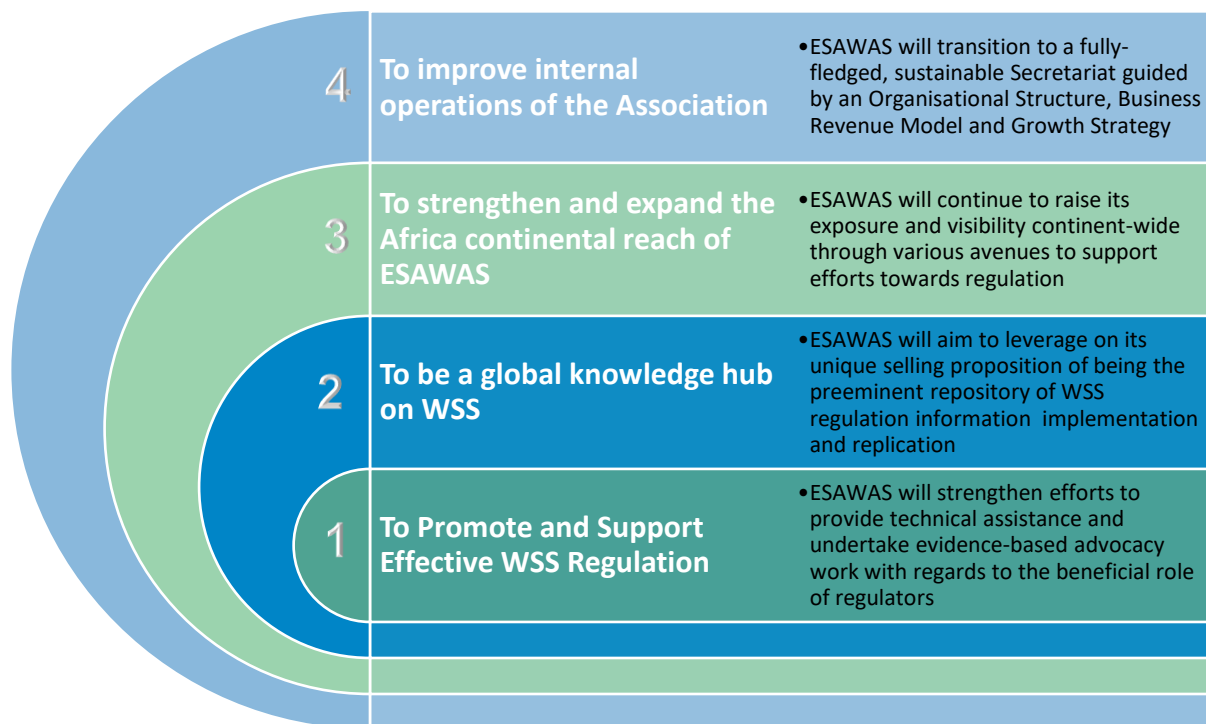 4
To improve internal
operations of the Association
•ESAWAS will transition to a fully-
fledged, sustainable Secretariat guided
by an Organisational Structure, Business
Revenue Model and Growth Strategy
3
To strengthen and expand the
Africa continental reach of
ESAWAS
•ESAWAS will continue to raise its
exposure and visibility continent-wide
through various avenues to support
efforts towards regulation
2
To be a global knowledge hub
on WSS
•ESAWAS will aim to leverage on its
unique selling proposition of being the
preeminent repository of WSS
regulation information  implementation
and replication
1
To Promote and Support
Effective WSS Regulation
•ESAWAS will strengthen efforts to
provide technical assistance and
undertake evidence-based advocacy
work with regards to the beneficial role
of regulators